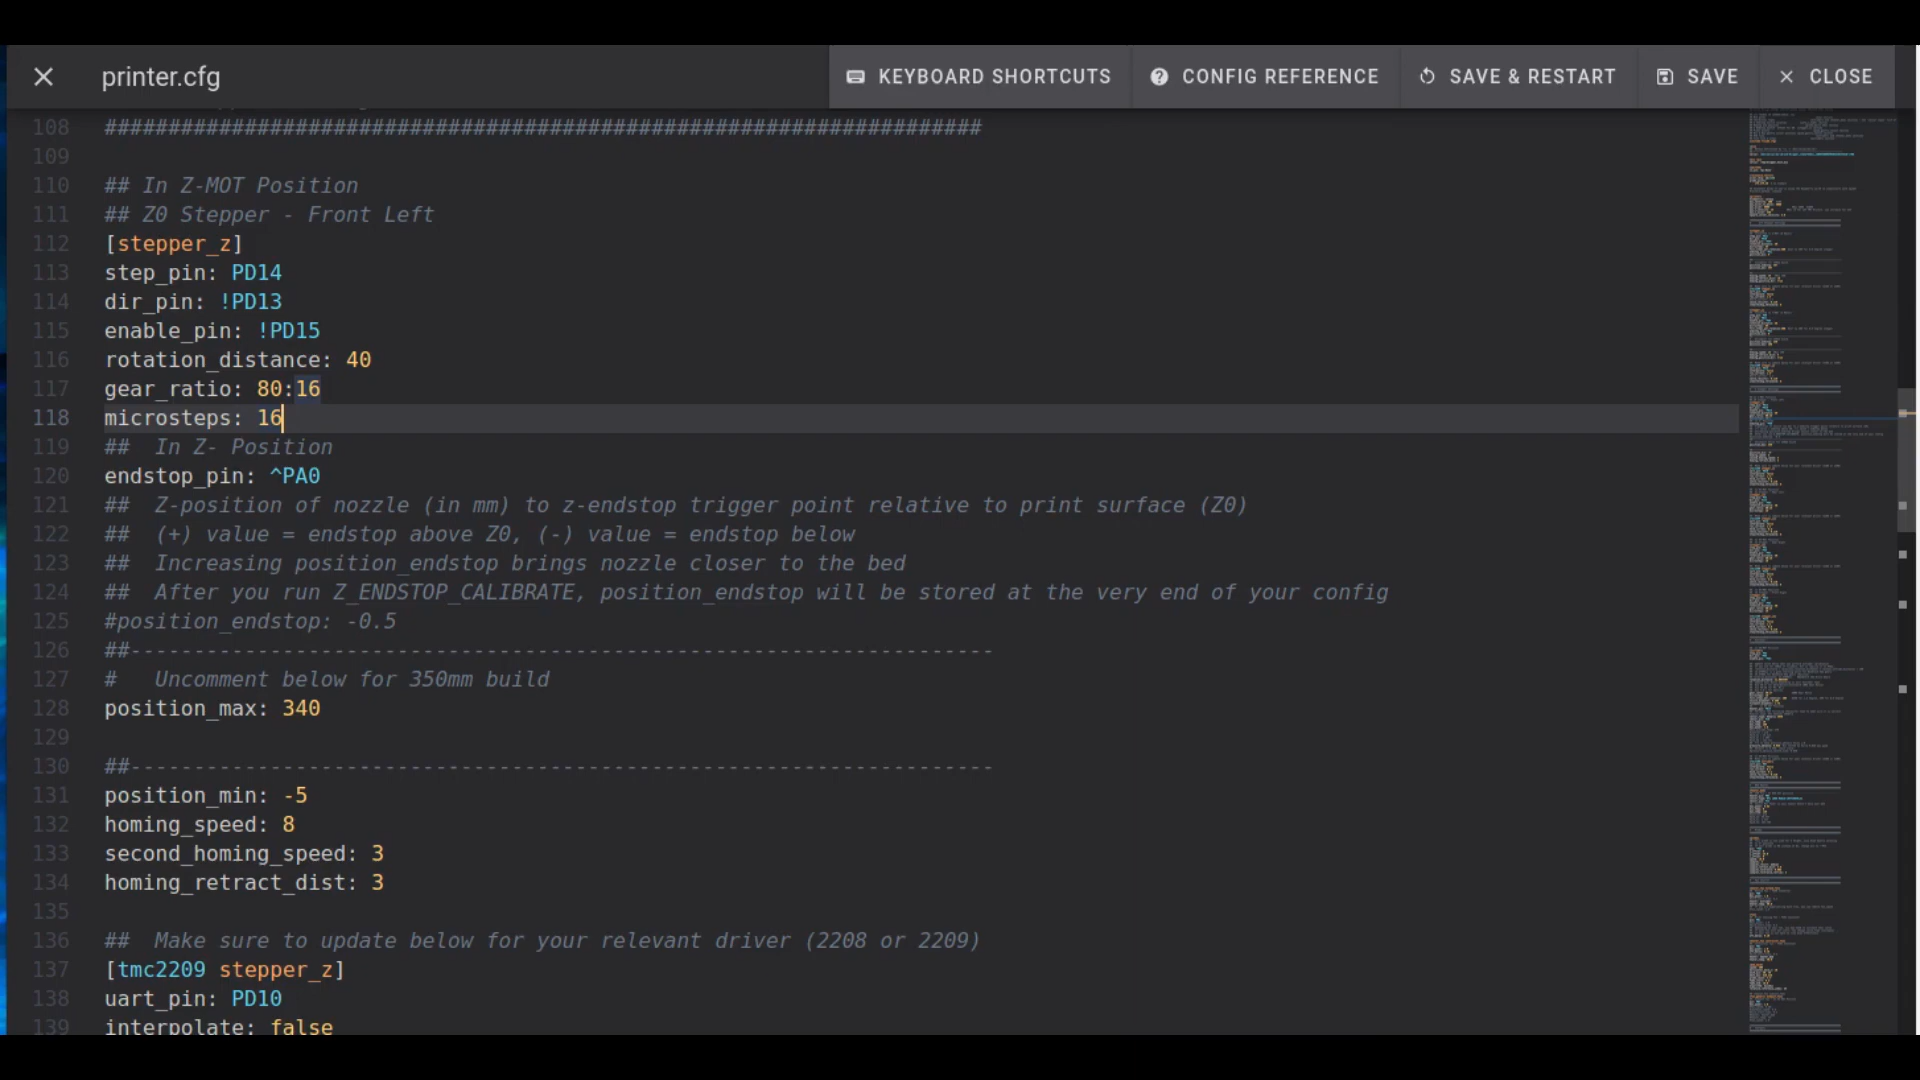 printer.cfg
KEYBOARD SHORTCUTS
CONFIG REFERENCE
SAVE & RESTART
SAVE
CLOSE
108 #####################################################################
109
110 ## In Z-MOT Position
111 ## Z0 Stepper - Front Left
112 [stepper_z]
113 step_pin: PD14
114 dir_pin: !PD13
115 enable_pin: !PD15
116 rotation_distance: 40
117 gear_ratio: 80:16
118 microsteps: 16
119 ##  In Z- Position
120 endstop_pin: ^PA0
121 ##  Z-position of nozzle (in mm) to z-endstop trigger point relative to print surface (Z0)
122 ##  (+) value = endstop above Z0, (-) value = endstop below
123 ##  Increasing position_endstop brings nozzle closer to the bed
124 ##  After you run Z_ENDSTOP_CALIBRATE, position_endstop will be stored at the very end of your config
125 #position_endstop: -0.5
126 ##--------------------------------------------------------------------
127 #   Uncomment below for 350mm build
128 position_max: 340
129
130 ##--------------------------------------------------------------------
131 position_min: -5
132 homing_speed: 8
133 second_homing_speed: 3
134 homing_retract_dist: 3
135
136 ##  Make sure to update below for your relevant driver (2208 or 2209)
137 [tmc2209 stepper_z]
138 uart_pin: PD10
139 interpolate: false